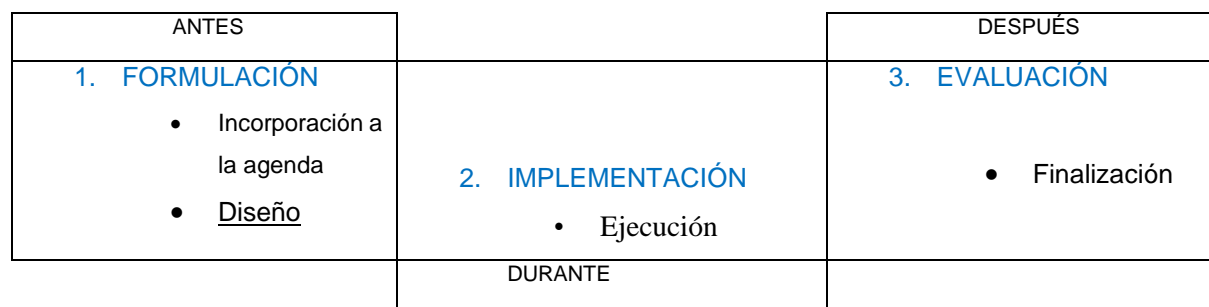 ANTES
DESPUÉS
1. FORMULACIÓN
• Incorporación a
la agenda
• Diseño
2. IMPLEMENTACIÓN
• Ejecución
3. EVALUACIÓN
• Finalización
DURANTE